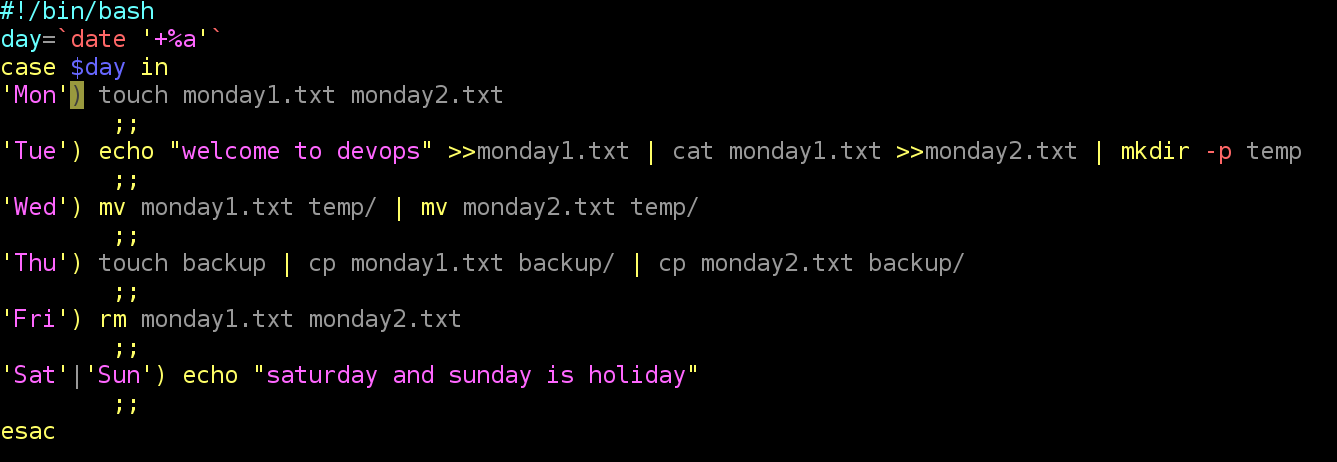 #!/bin/bash
day=`date '+%a'`
case $day in
'Mon') touch monday1.txt monday2.txt
        ;;
'Tue') echo "welcome to devops" >>monday1.txt | cat monday1.txt >>monday2.txt | mkdir -p temp
        ;;
'Wed') mv monday1.txt temp/ | mv monday2.txt temp/
        ;;
'Thu') touch backup | cp monday1.txt backup/ | cp monday2.txt backup/
        ;;
'Fri') rm monday1.txt monday2.txt
        ;;
'Sat'|'Sun') echo "saturday and sunday is holiday"
        ;;
esac